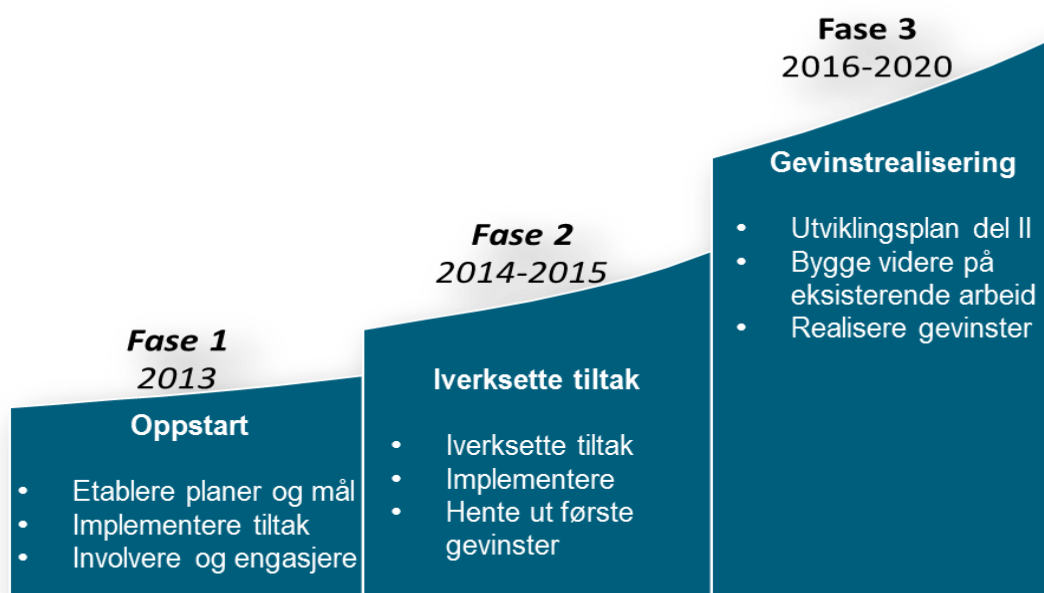 Fase 1
2013
Oppstart
• Etablere planer og mål
• Implementere tiltak
• Involvere og engasjere
Fase 2
2014-2015
Iverksette tiltak
• Iverksette tiltak
• Implementere
• Hente ut første
gevinster
Fase 3
2016-2020
Gevinstrealisering
• Utviklingsplan del II
• Bygge videre på
eksisterende arbeid
• Realisere gevinster